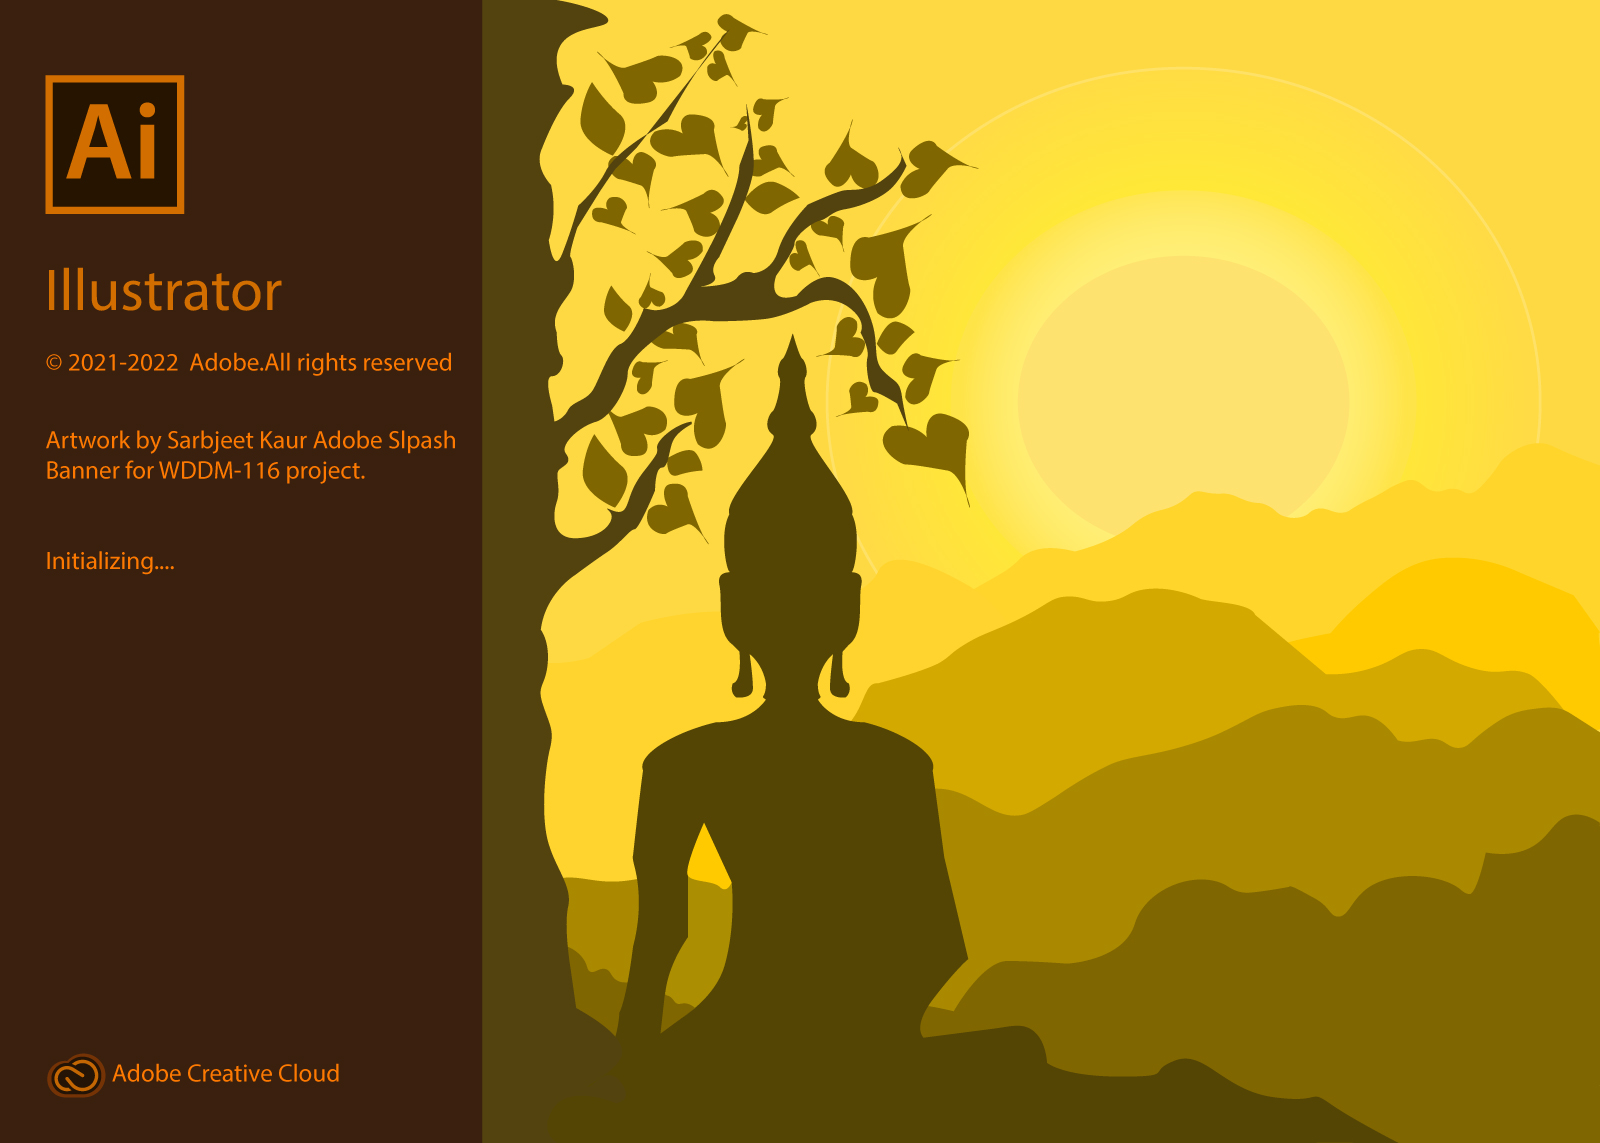 Ai
Illustrator
© 2021-2022 Adobe.All rights reserved
Artwork by Sarbjeet Kaur Adobe Slpash
Banner for WDDM-116 project.
Initializing....
Adobe Creative Cloud